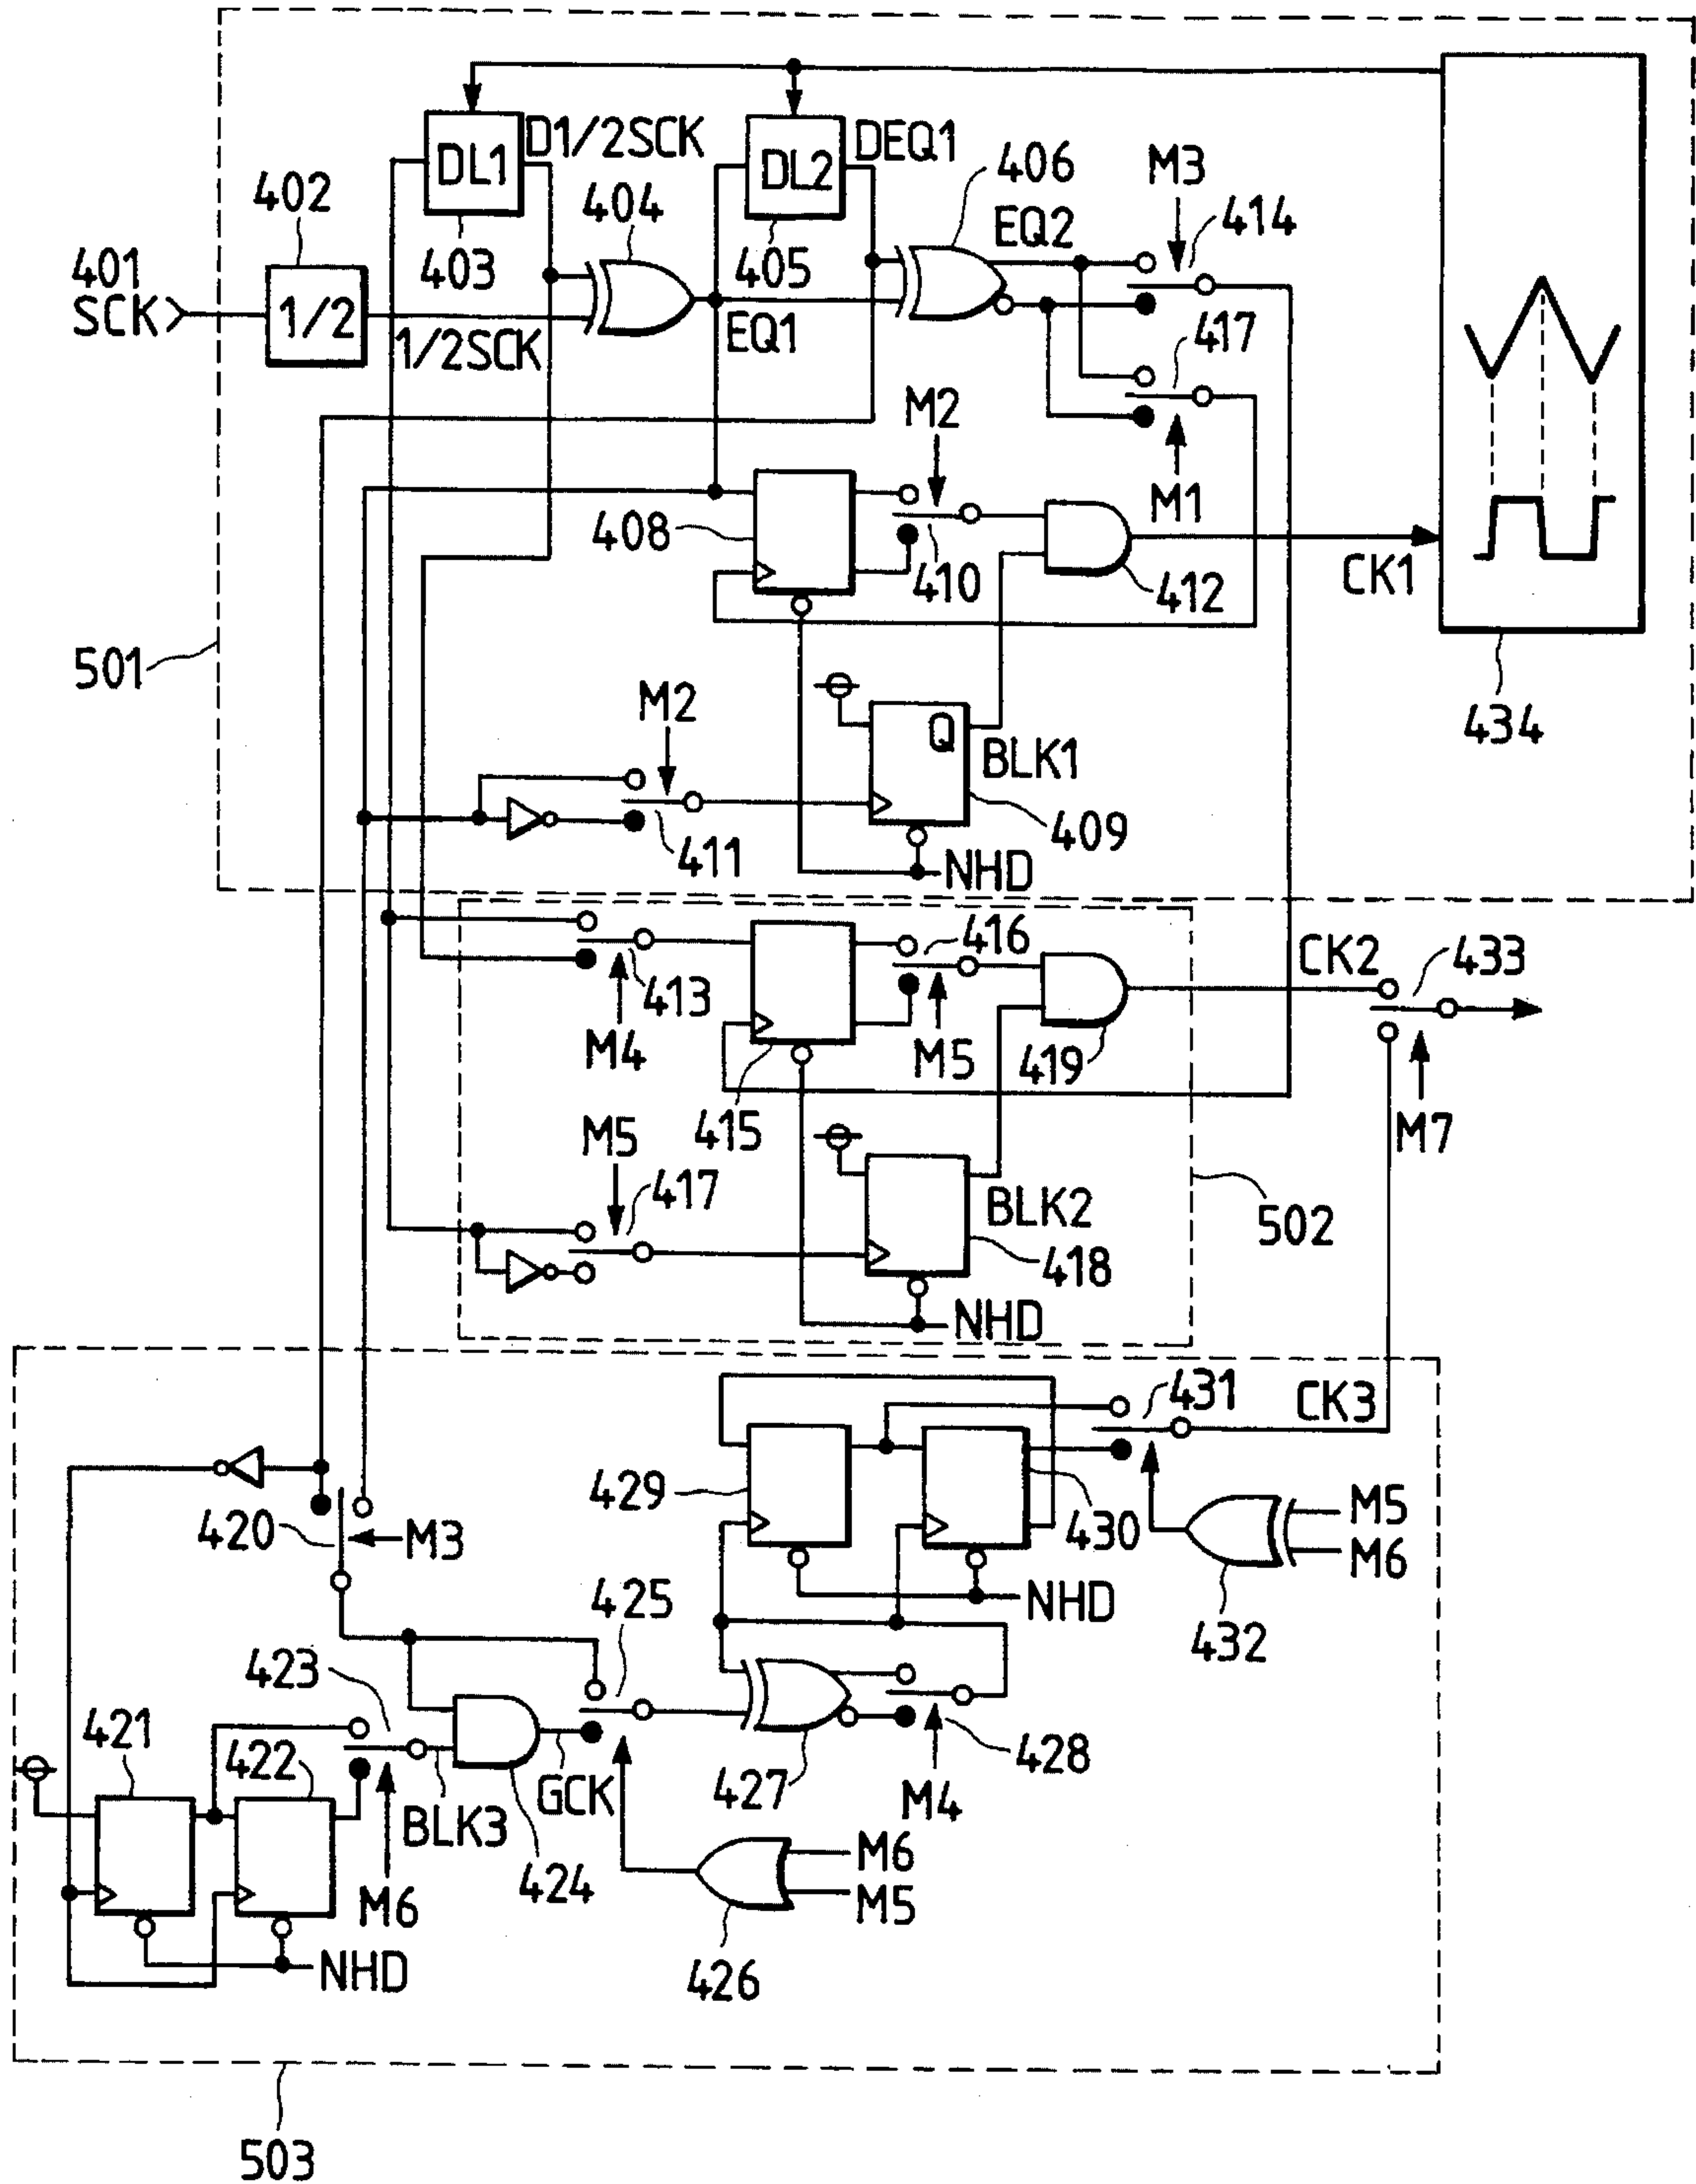 D1/2SCK
DEQ1
DL1
DL2
406
M3
402
404
EQ2
414
401
403
405
SCK
1/2
1/2SCK
EQ1
417
M2
M1
408
410
412
CK1
501
M2
434
Q
BLK1
409
411
NHD
416
CK2
433
413
M4
M5
419
415
M5
M7
417
BLK2
502
418
NHD
431
CK3
429
M5
420
M3
430
M6
425
NHD
432
423
421
422
428
GCK
427
M4
BLK3
424
M6
M6
M5
NHD
426
503